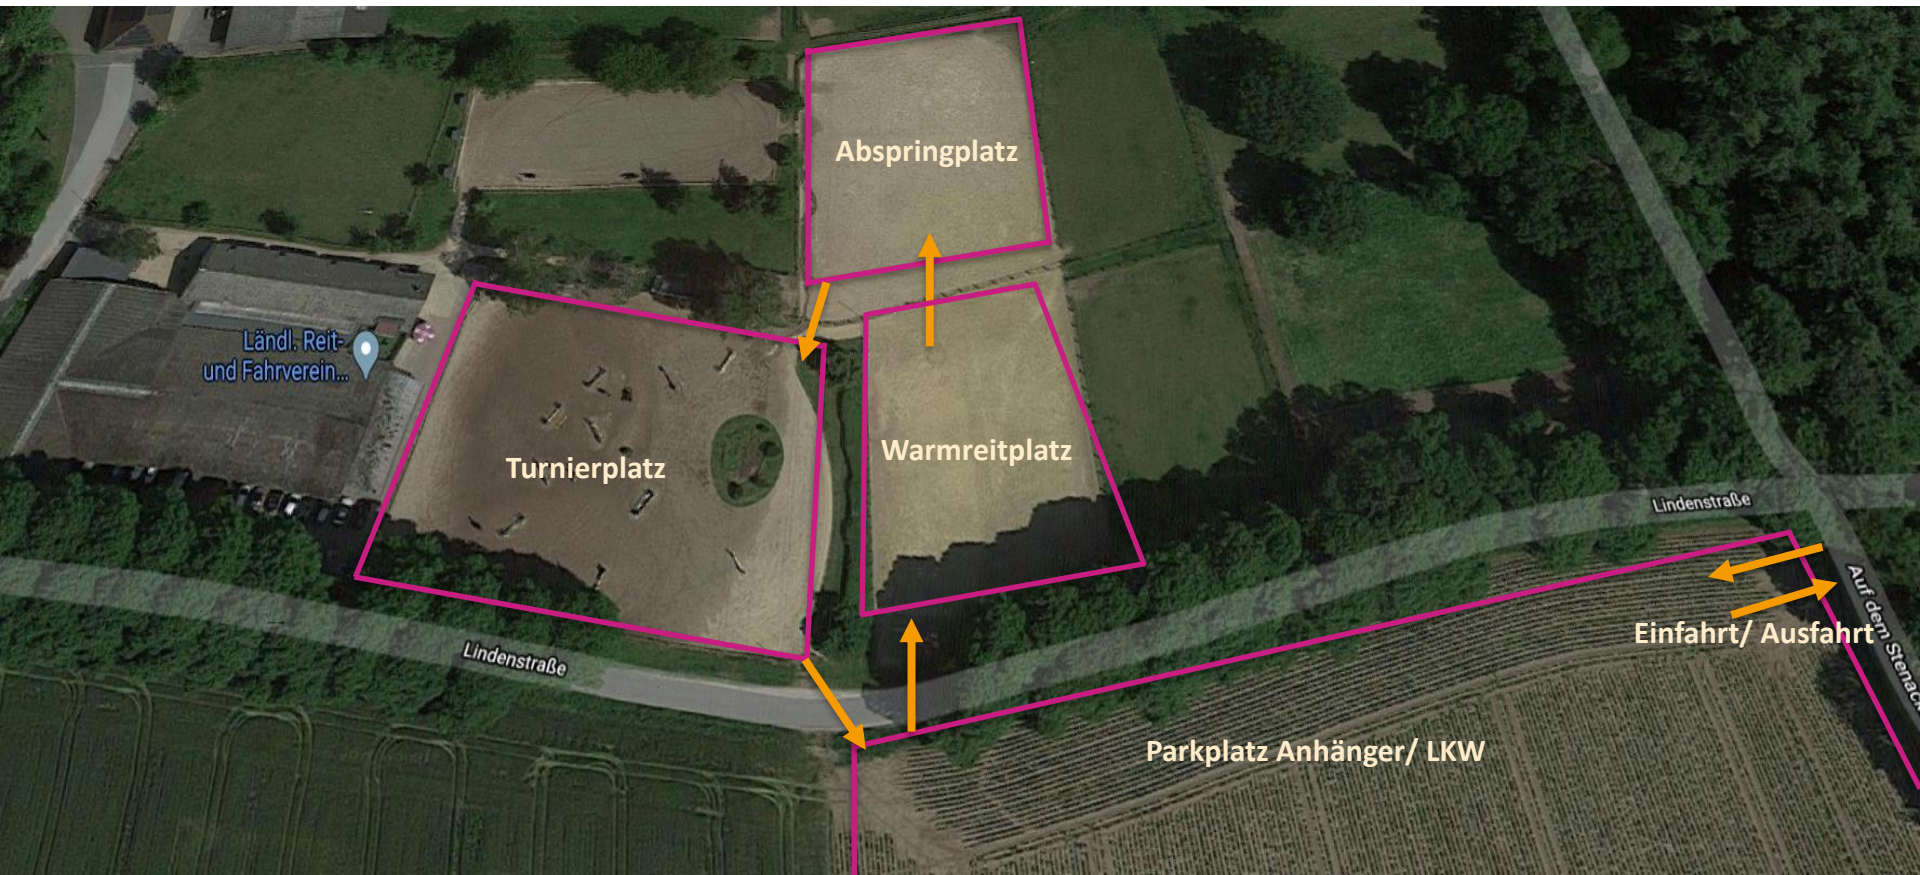 Abspringplatz
Ländl. Reit-
und Fahrverein...
Turnierplatz
Warmreitplatz
Lindenstraße
Auf dem Stenack
Einfahrt/ Ausfahrt
Lindenstraße
Parkplatz Anhänger/ LKW